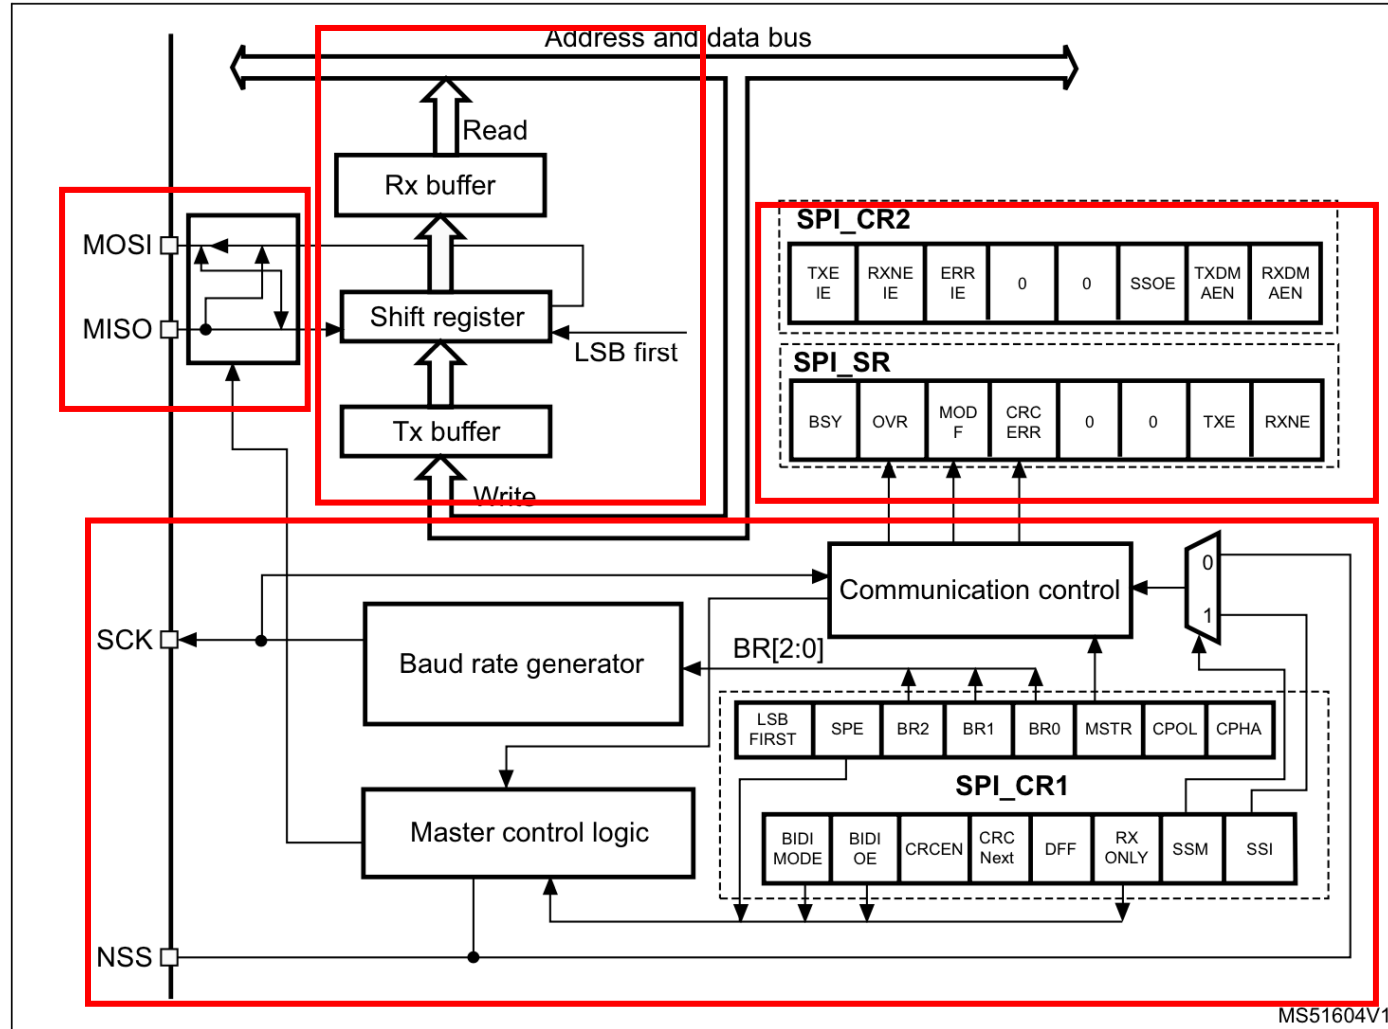 Address and data bus
Read
Rx buffer
MOSI
MISO
Shift register
LSB first
Tx buffer
Write
SPI_CR2
TXE
IE
RXNE
IE
ERR
IE
0
0
SSOE
TXDM
AEN
RXDM
AEN
SPI_SR
BSY
OVR
MOD
F
CRC
ERR
0
0
TXE
RXNE
Communication control
0
1
SCK
Baud rate generator
BR[2:0]
LSB
FIRST
SPE
BR2
BR1
BR0
MSTR
CPOL
CPHA
SPI_CR1
Master control logic
BIDI
MODE
BIDI
OE
CRCEN
CRC
Next
DFF
RX
ONLY
SSM
SSI
NSS
MS51604V1